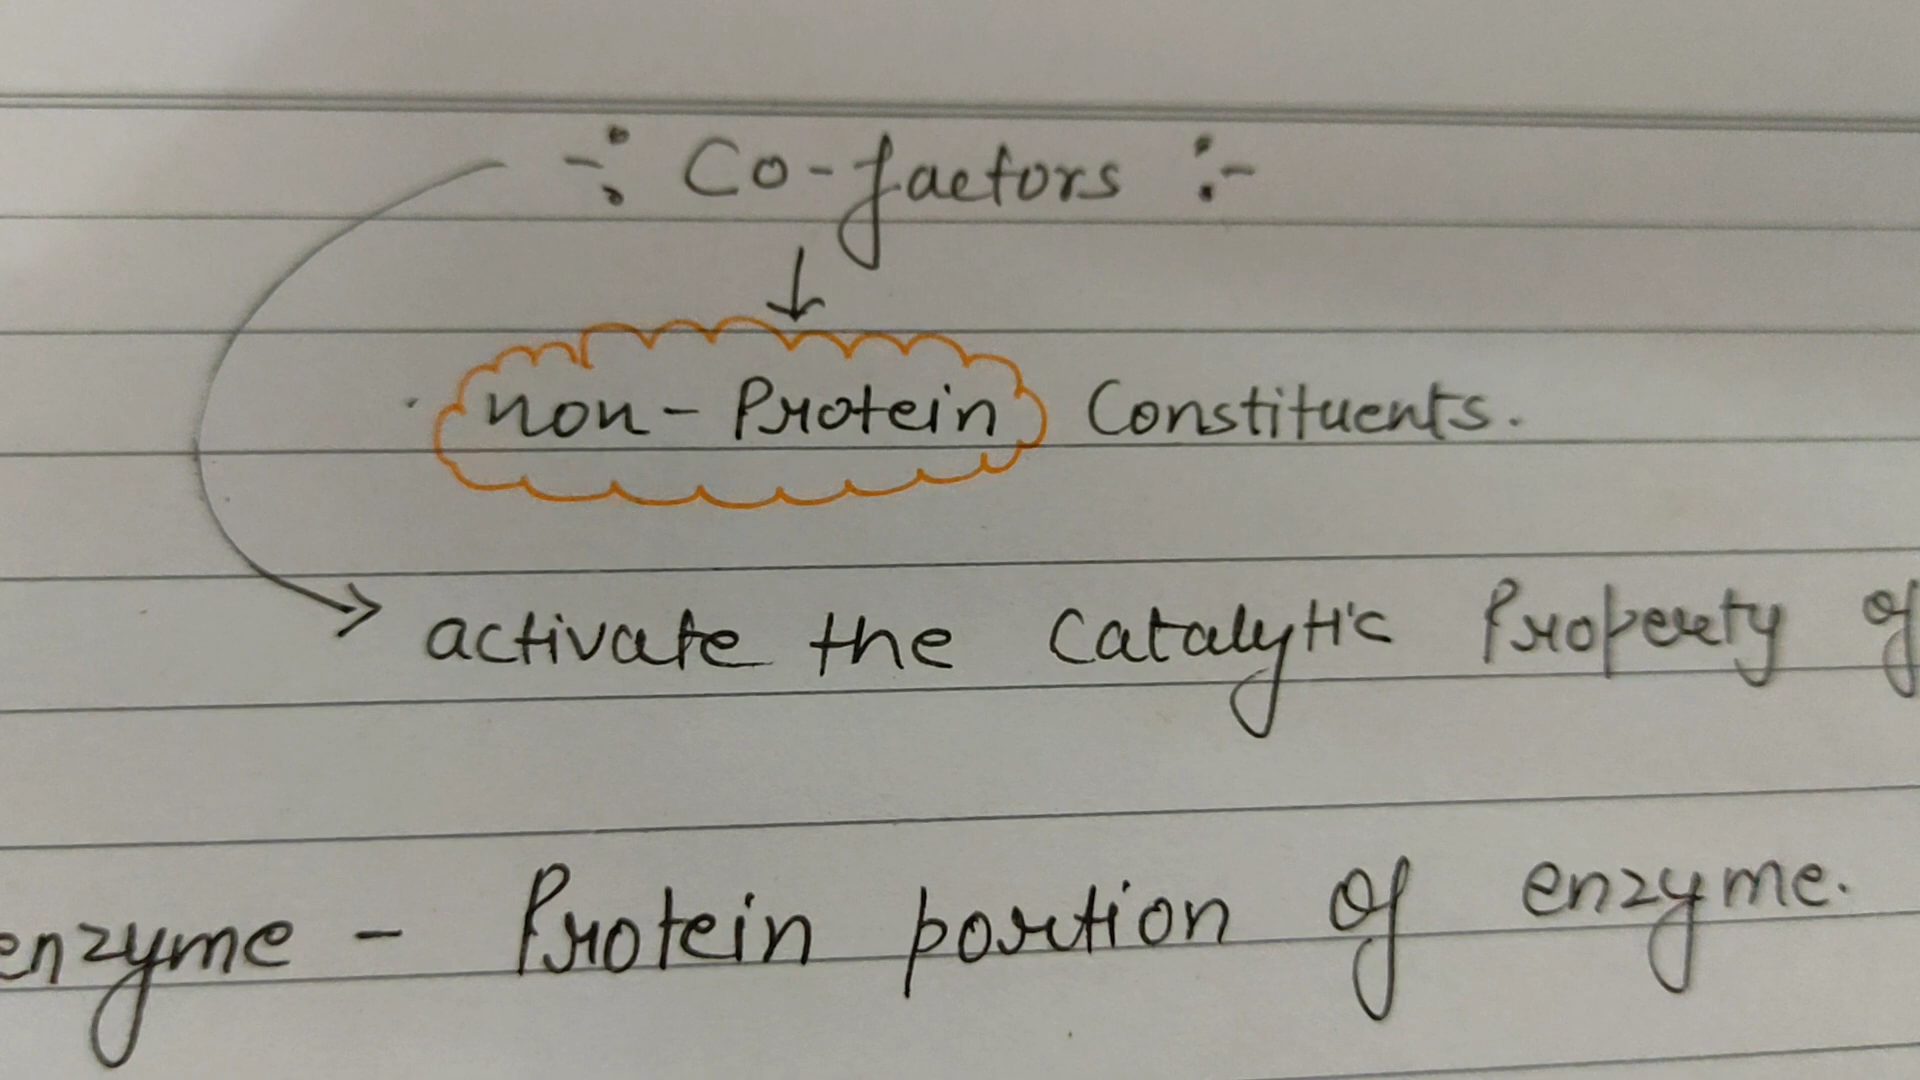 -: Co-factors :-
non-Protein Constituents.
activate the Catalytic Property of
enzyme - Protein portion of enzyme.